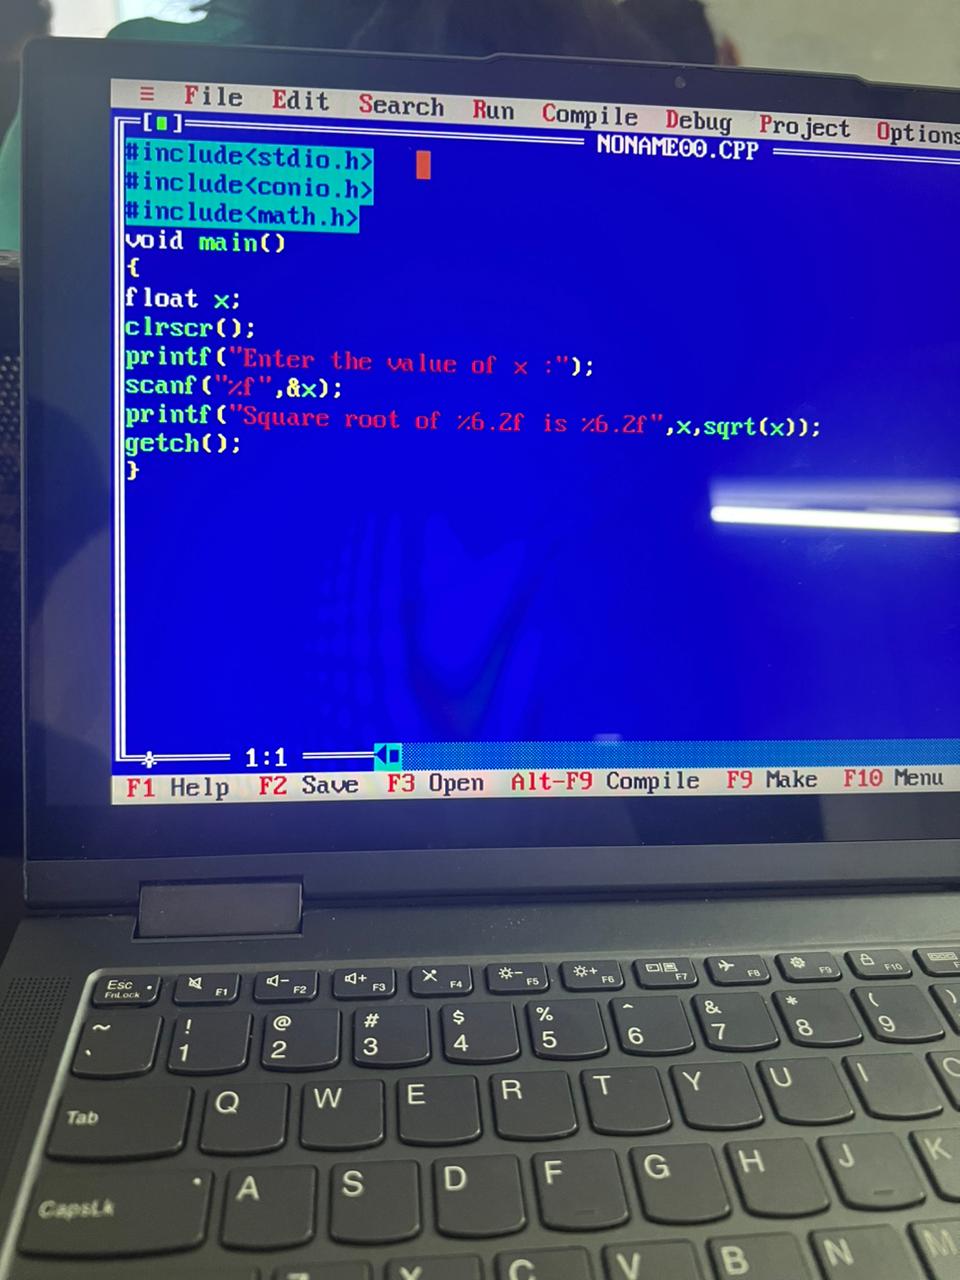 ≡ File Edit Search Run Compile Debug Project Options
[■] NONAME00.CPP
#include<stdio.h>
#include<conio.h>
#include<math.h>
void main()
{
float x;
clrscr();
printf("Enter the value of x :");
scanf("%f",&x);
printf("Square root of %6.2f is %6.2f",x,sqrt(x));
getch();
}
1:1
F1 Help F2 Save F3 Open Alt-F9 Compile F9 Make F10 Menu
Esc FnLock F1 F2 F3 F4 F5 F6 F7 F8 F9 F10
~ ` ! 1 @ 2 # 3 $ 4 % 5 ^ 6 & 7 * 8 ( 9 )
Tab Q W E R T Y U I
CapsLk A S D F G H J K
X C V B N M